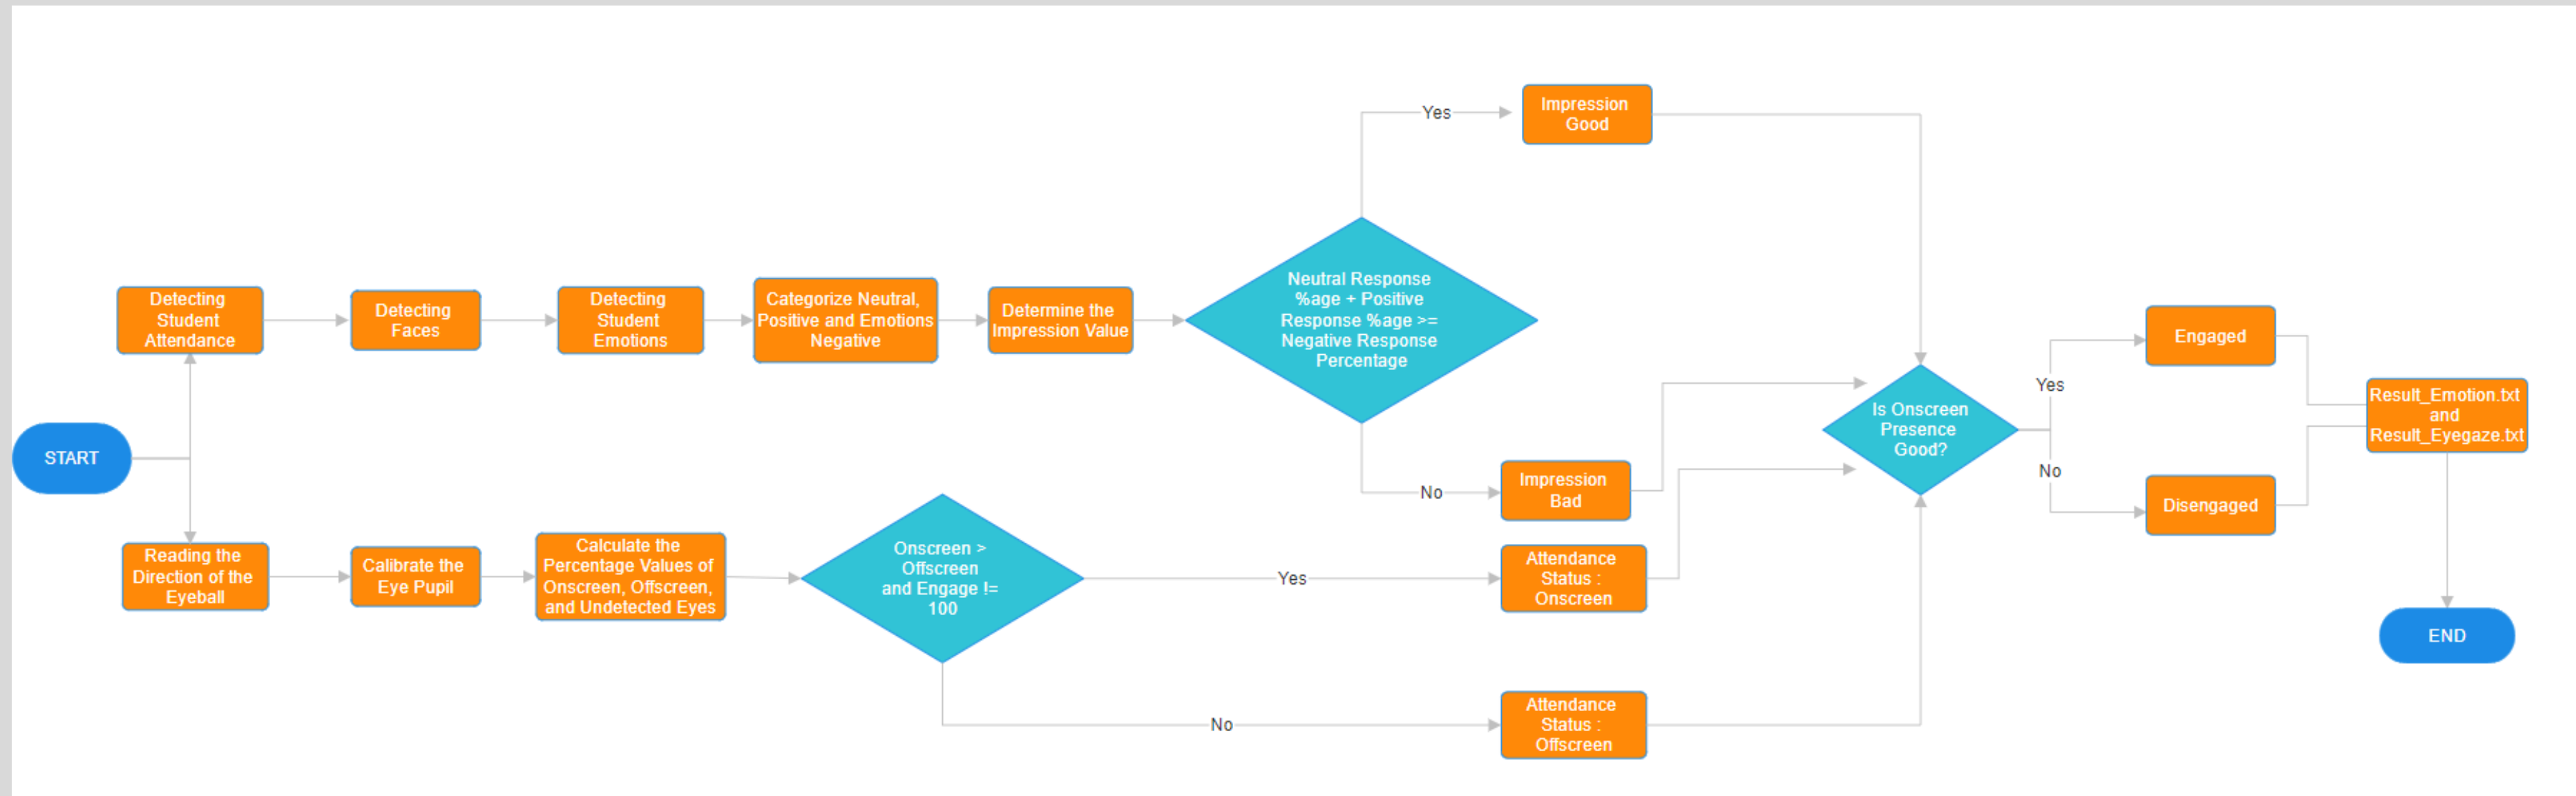 START
Detecting
Student
Attendance
Detecting
Faces
Detecting
Student
Emotions
Categorize Neutral,
Positive and Emotions
Negative
Determine the
Impression Value
Neutral Response
%age + Positive
Response %age >=
Negative Response
Percentage
Yes
Impression
Good
No
Impression
Bad
Reading the
Direction of the
Eyeball
Calibrate the
Eye Pupil
Calculate the
Percentage Values of
Onscreen, Offscreen,
and Undetected Eyes
Onscreen >
Offscreen
and Engage !=
100
Yes
Attendance
Status :
Onscreen
No
Attendance
Status :
Offscreen
Is Onscreen
Presence
Good?
Yes
Engaged
No
Disengaged
Result_Emotion.txt
and
Result_Eyegaze.txt
END